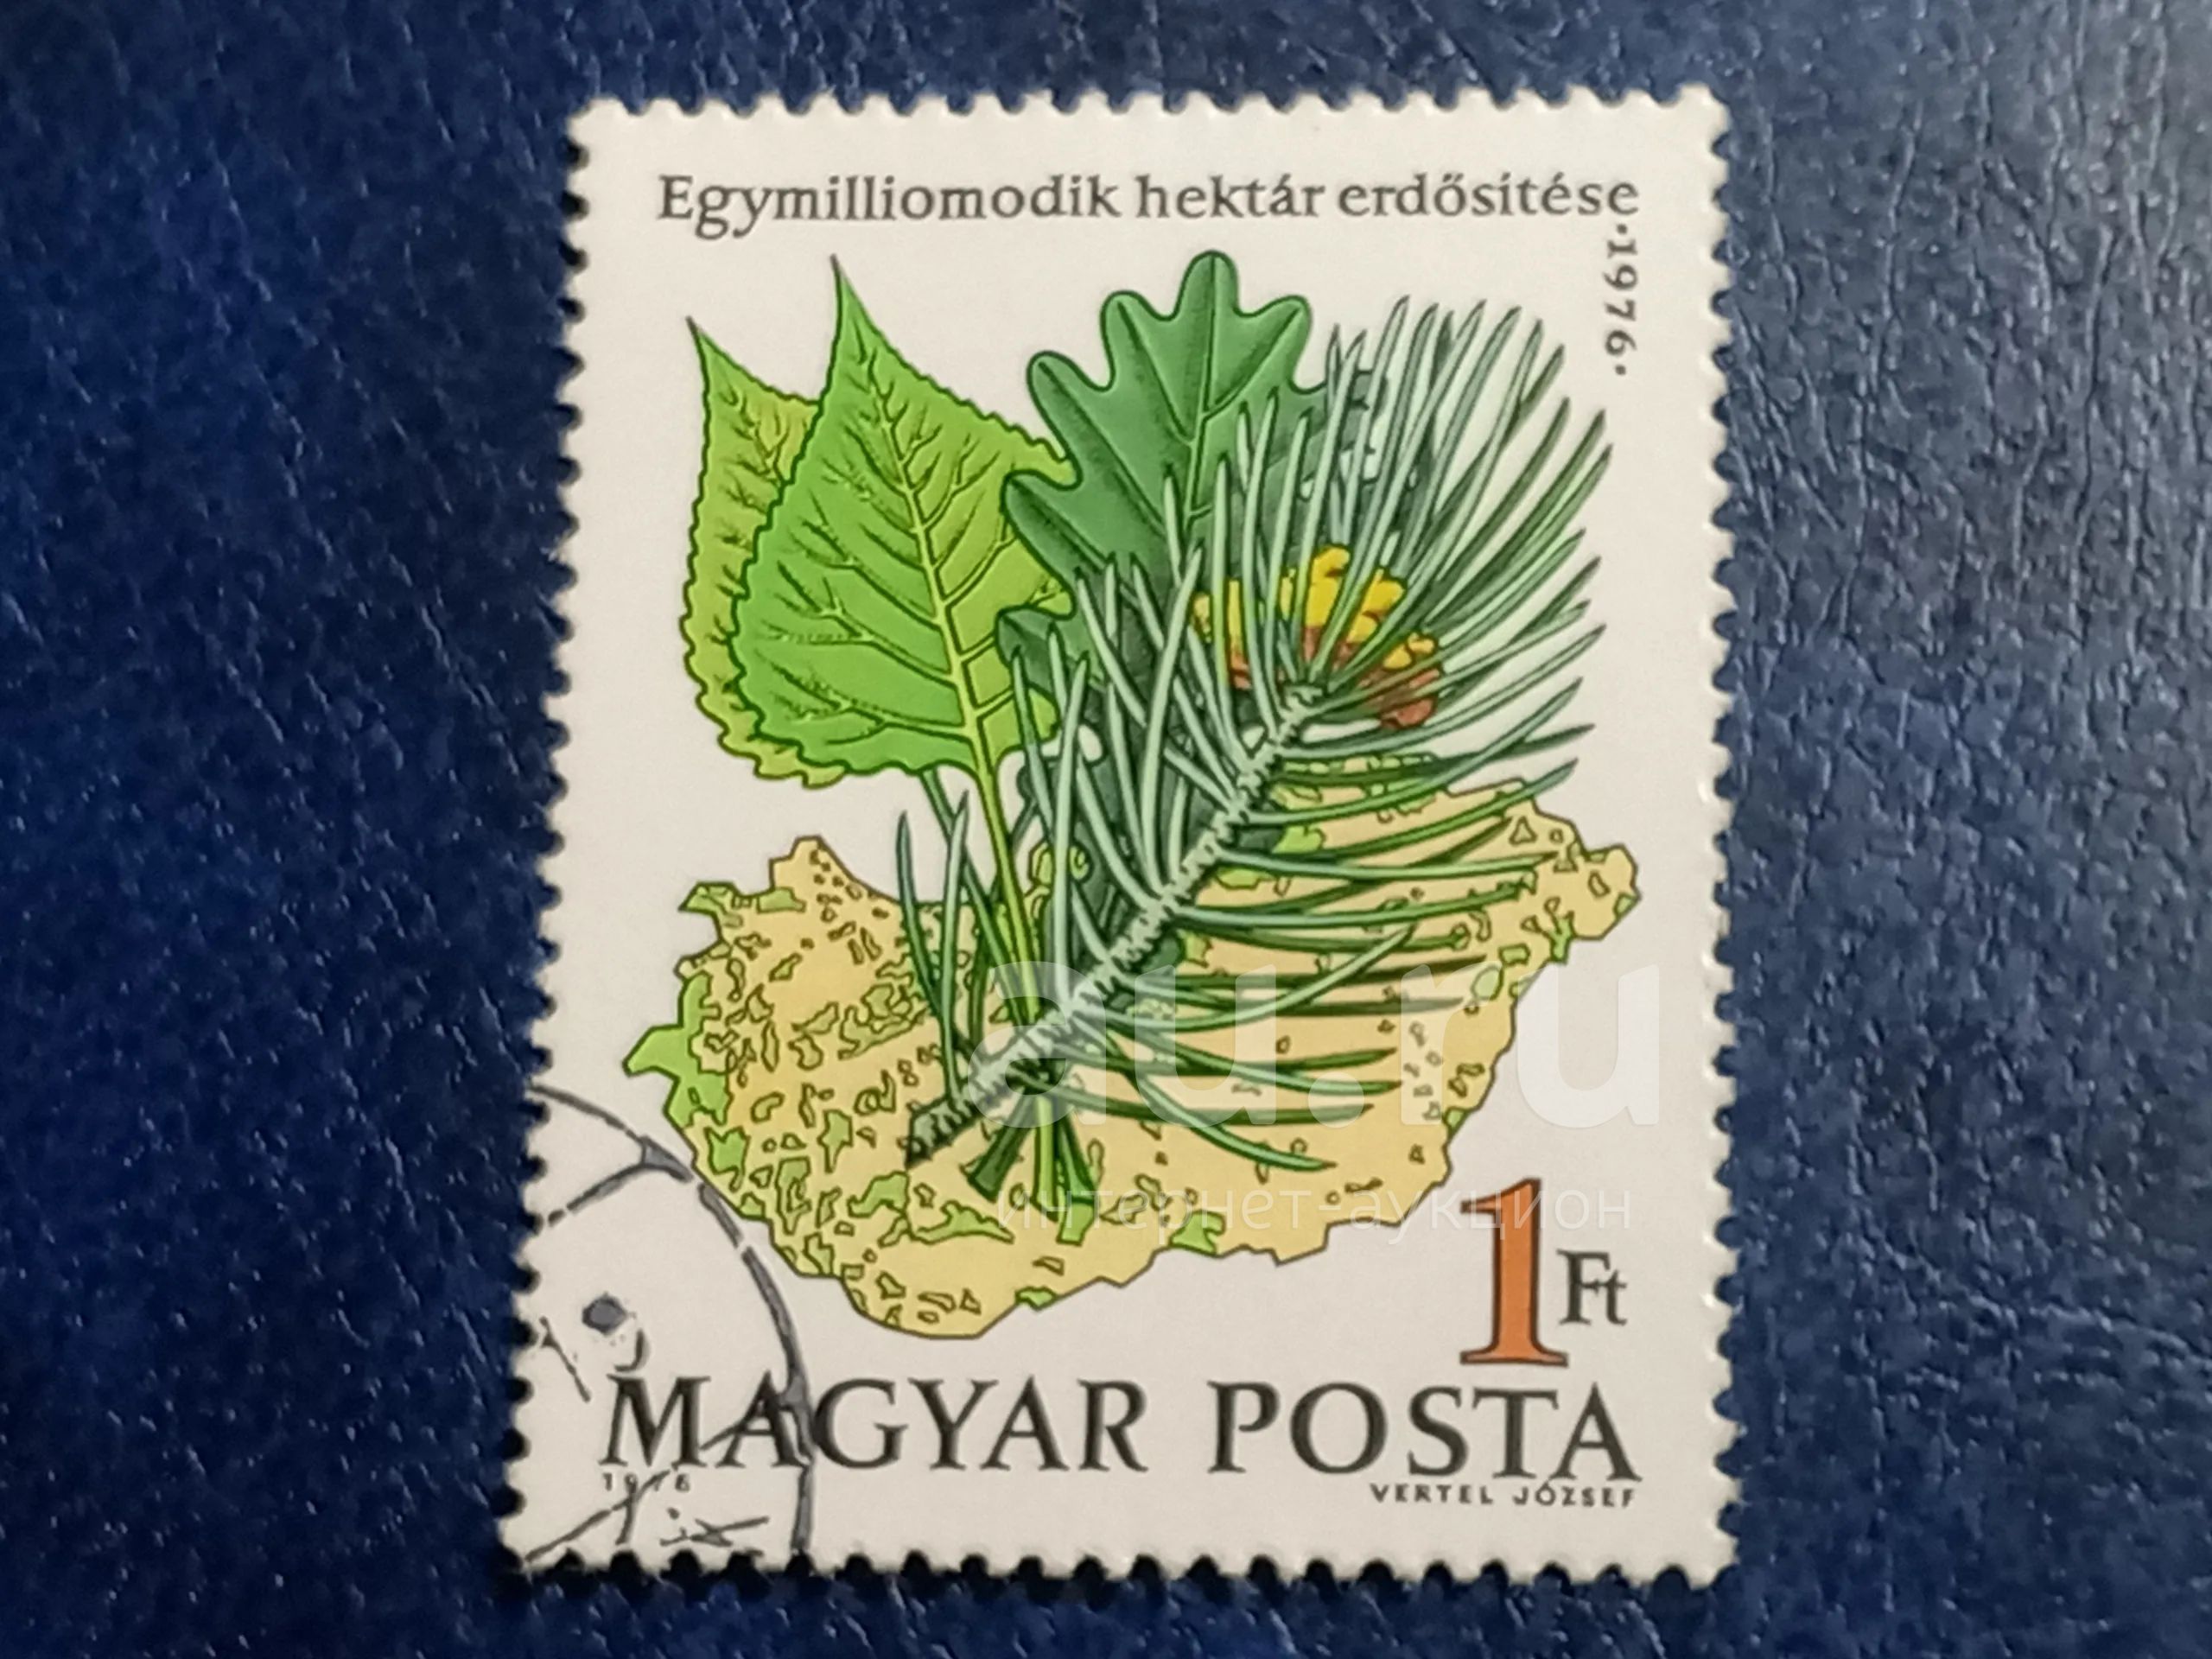 Egymilliomodik hektár erdősítése
·1976·
au.ru
интернет-аукцион
1 Ft
MAGYAR POSTA
1976
VERTEL JÓZSEF